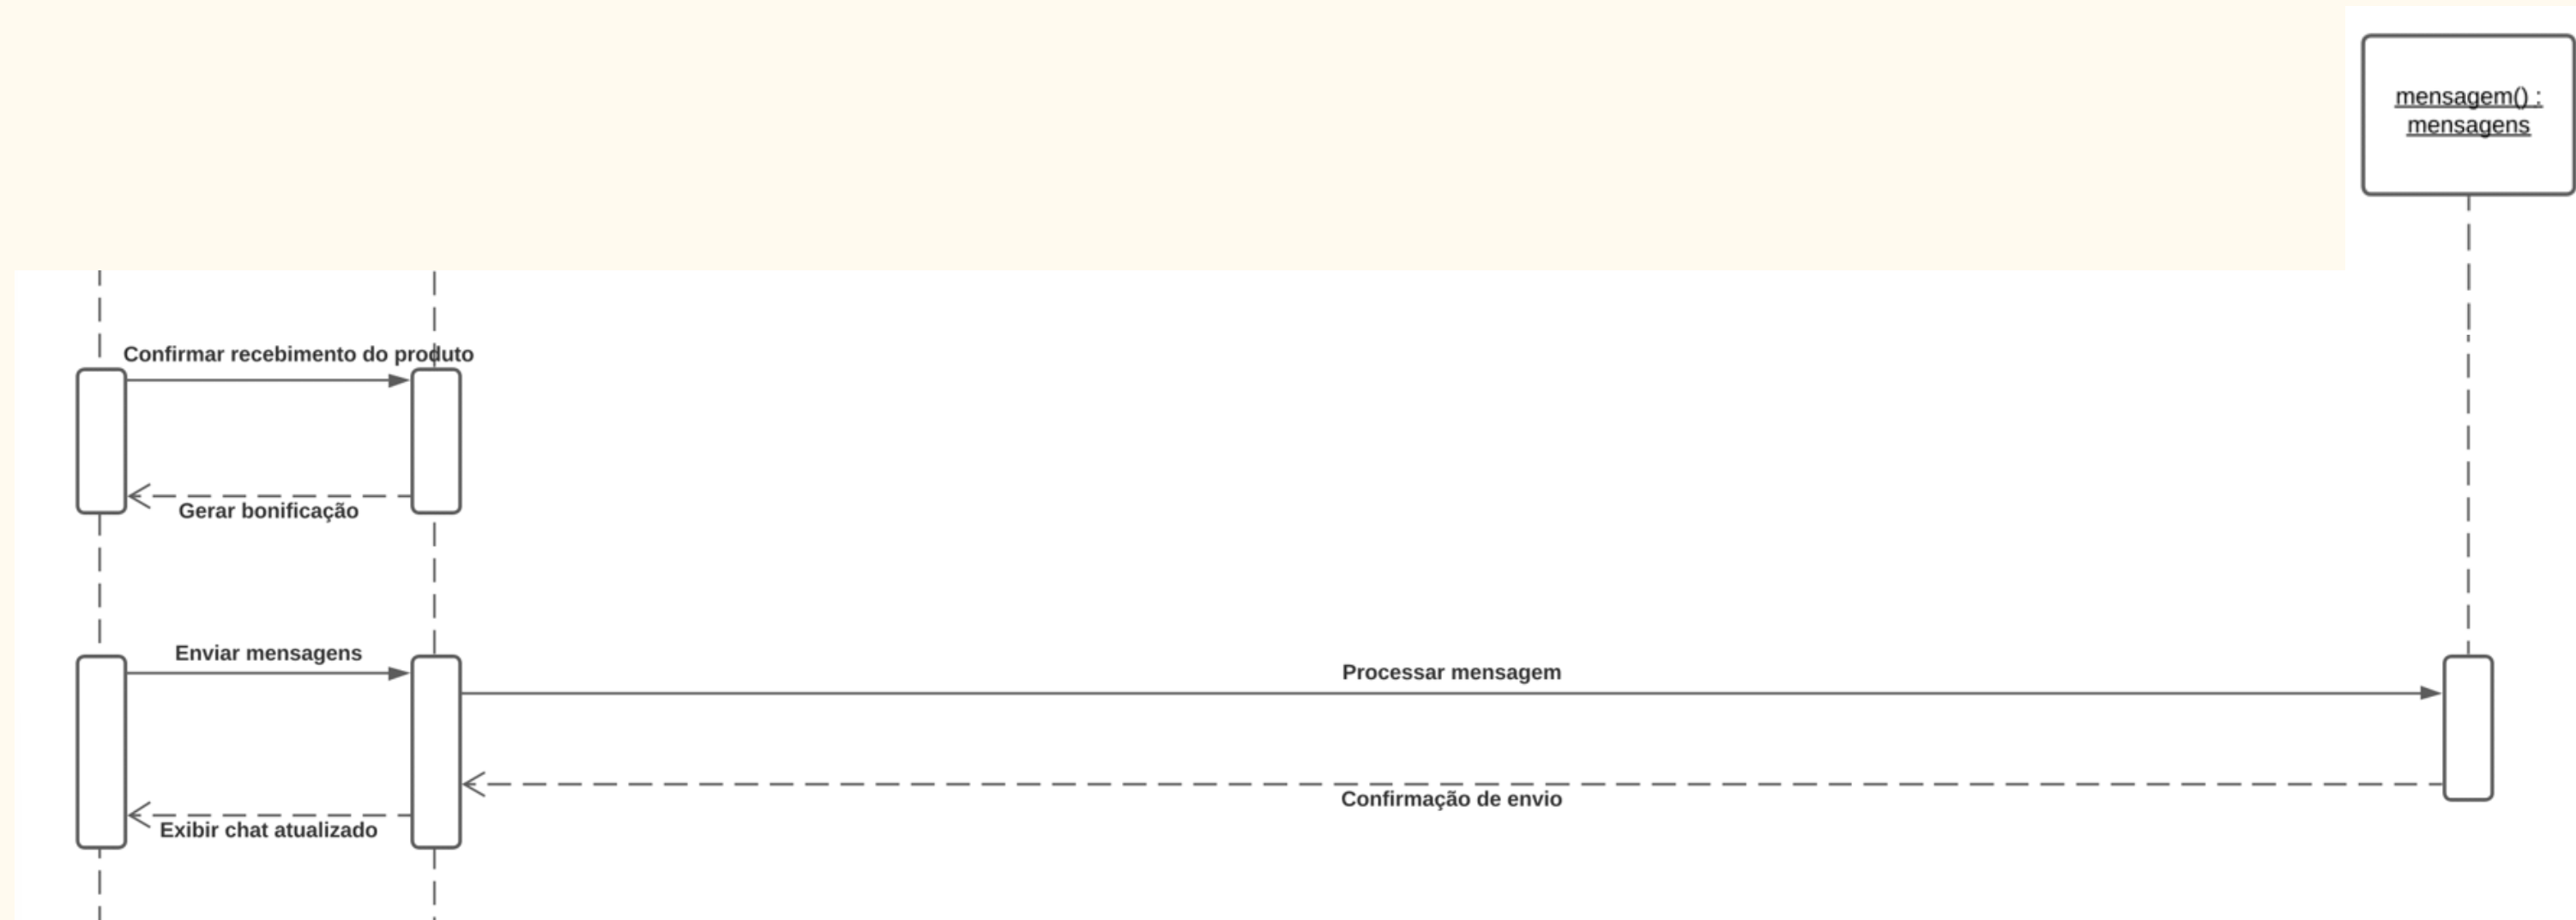 mensagem() :
mensagens
Confirmar recebimento do produto
Gerar bonificação
Enviar mensagens
Processar mensagem
Confirmação de envio
Exibir chat atualizado